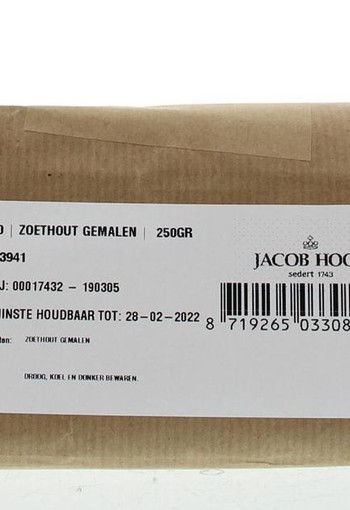 | ZOETHOUT GEMALEN | 250GR
3941
J: 00017432 - 190305
INSTE HOUDBAAR TOT: 28-02-2022
ten: ZOETHOUT GEMALEN
DROOG, KOEL EN DONKER BEWAREN.
JACOB HOO
sedert 1743
8 719265 03308